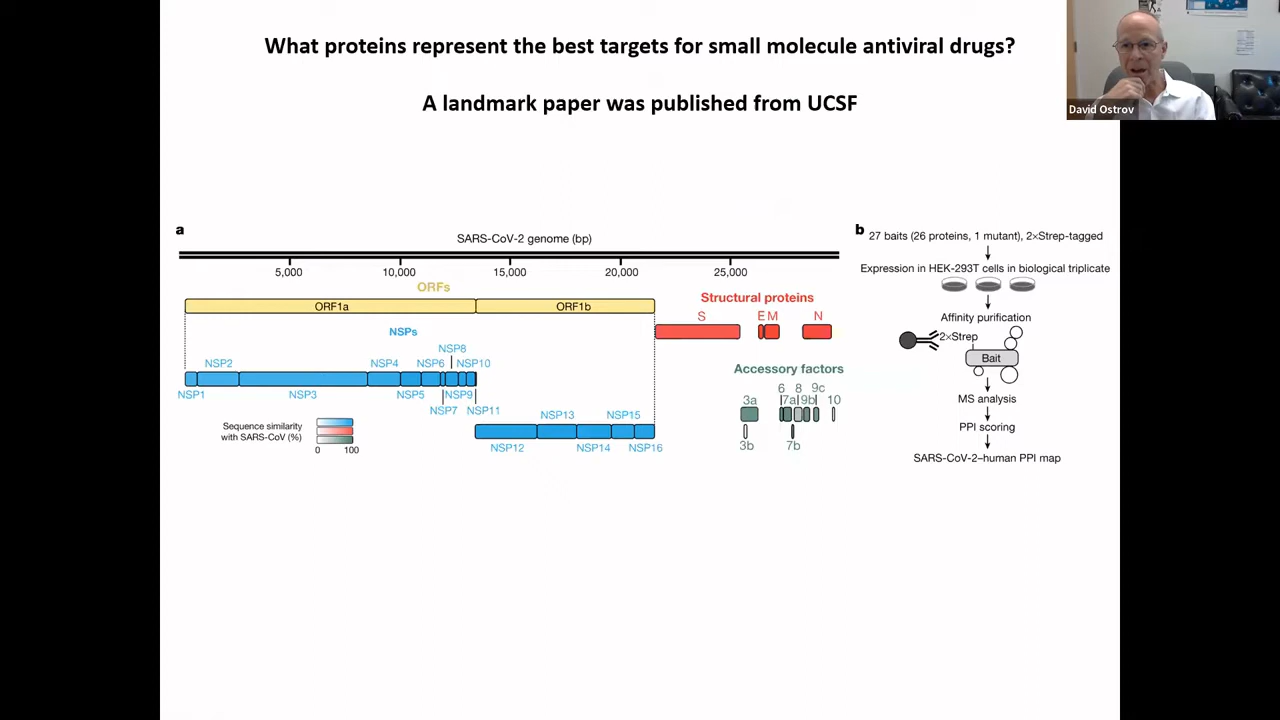 What proteins represent the best targets for small molecule antiviral drugs?
A landmark paper was published from UCSF
David Ostrov
a
SARS-CoV-2 genome (bp)
5,000 10,000 15,000 20,000 25,000
ORFs
ORF1a ORF1b
NSPs
NSP8
NSP2 NSP4 NSP6 NSP10
NSP1 NSP3 NSP5 NSP9
NSP7 NSP11
NSP13 NSP15
NSP12 NSP14 NSP16
Sequence similarity
with SARS-CoV (%)
0 100
Structural proteins
S E M N
Accessory factors
6 8 9c
3a 7a 9b 10
3b 7b
b
27 baits (26 proteins, 1 mutant), 2×Strep-tagged
Expression in HEK-293T cells in biological triplicate
Affinity purification
2×Strep
Bait
MS analysis
PPI scoring
SARS-CoV-2–human PPI map